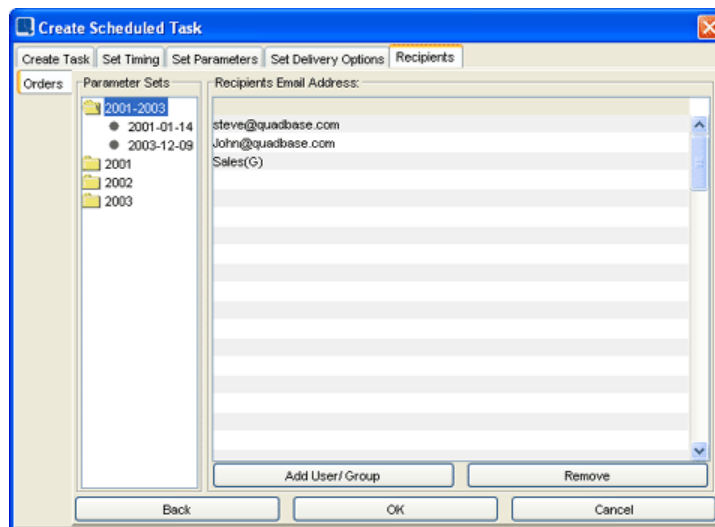 Create Scheduled Task
Create Task Set Timing Set Parameters Set Delivery Options Recipients
Orders
Parameter Sets
2001-2003
2001-01-14
2003-12-09
2001
2002
2003
Recipients Email Address:
steve@quadbase.com
John@quadbase.com
Sales(G)
Add User/ Group Remove
Back OK Cancel